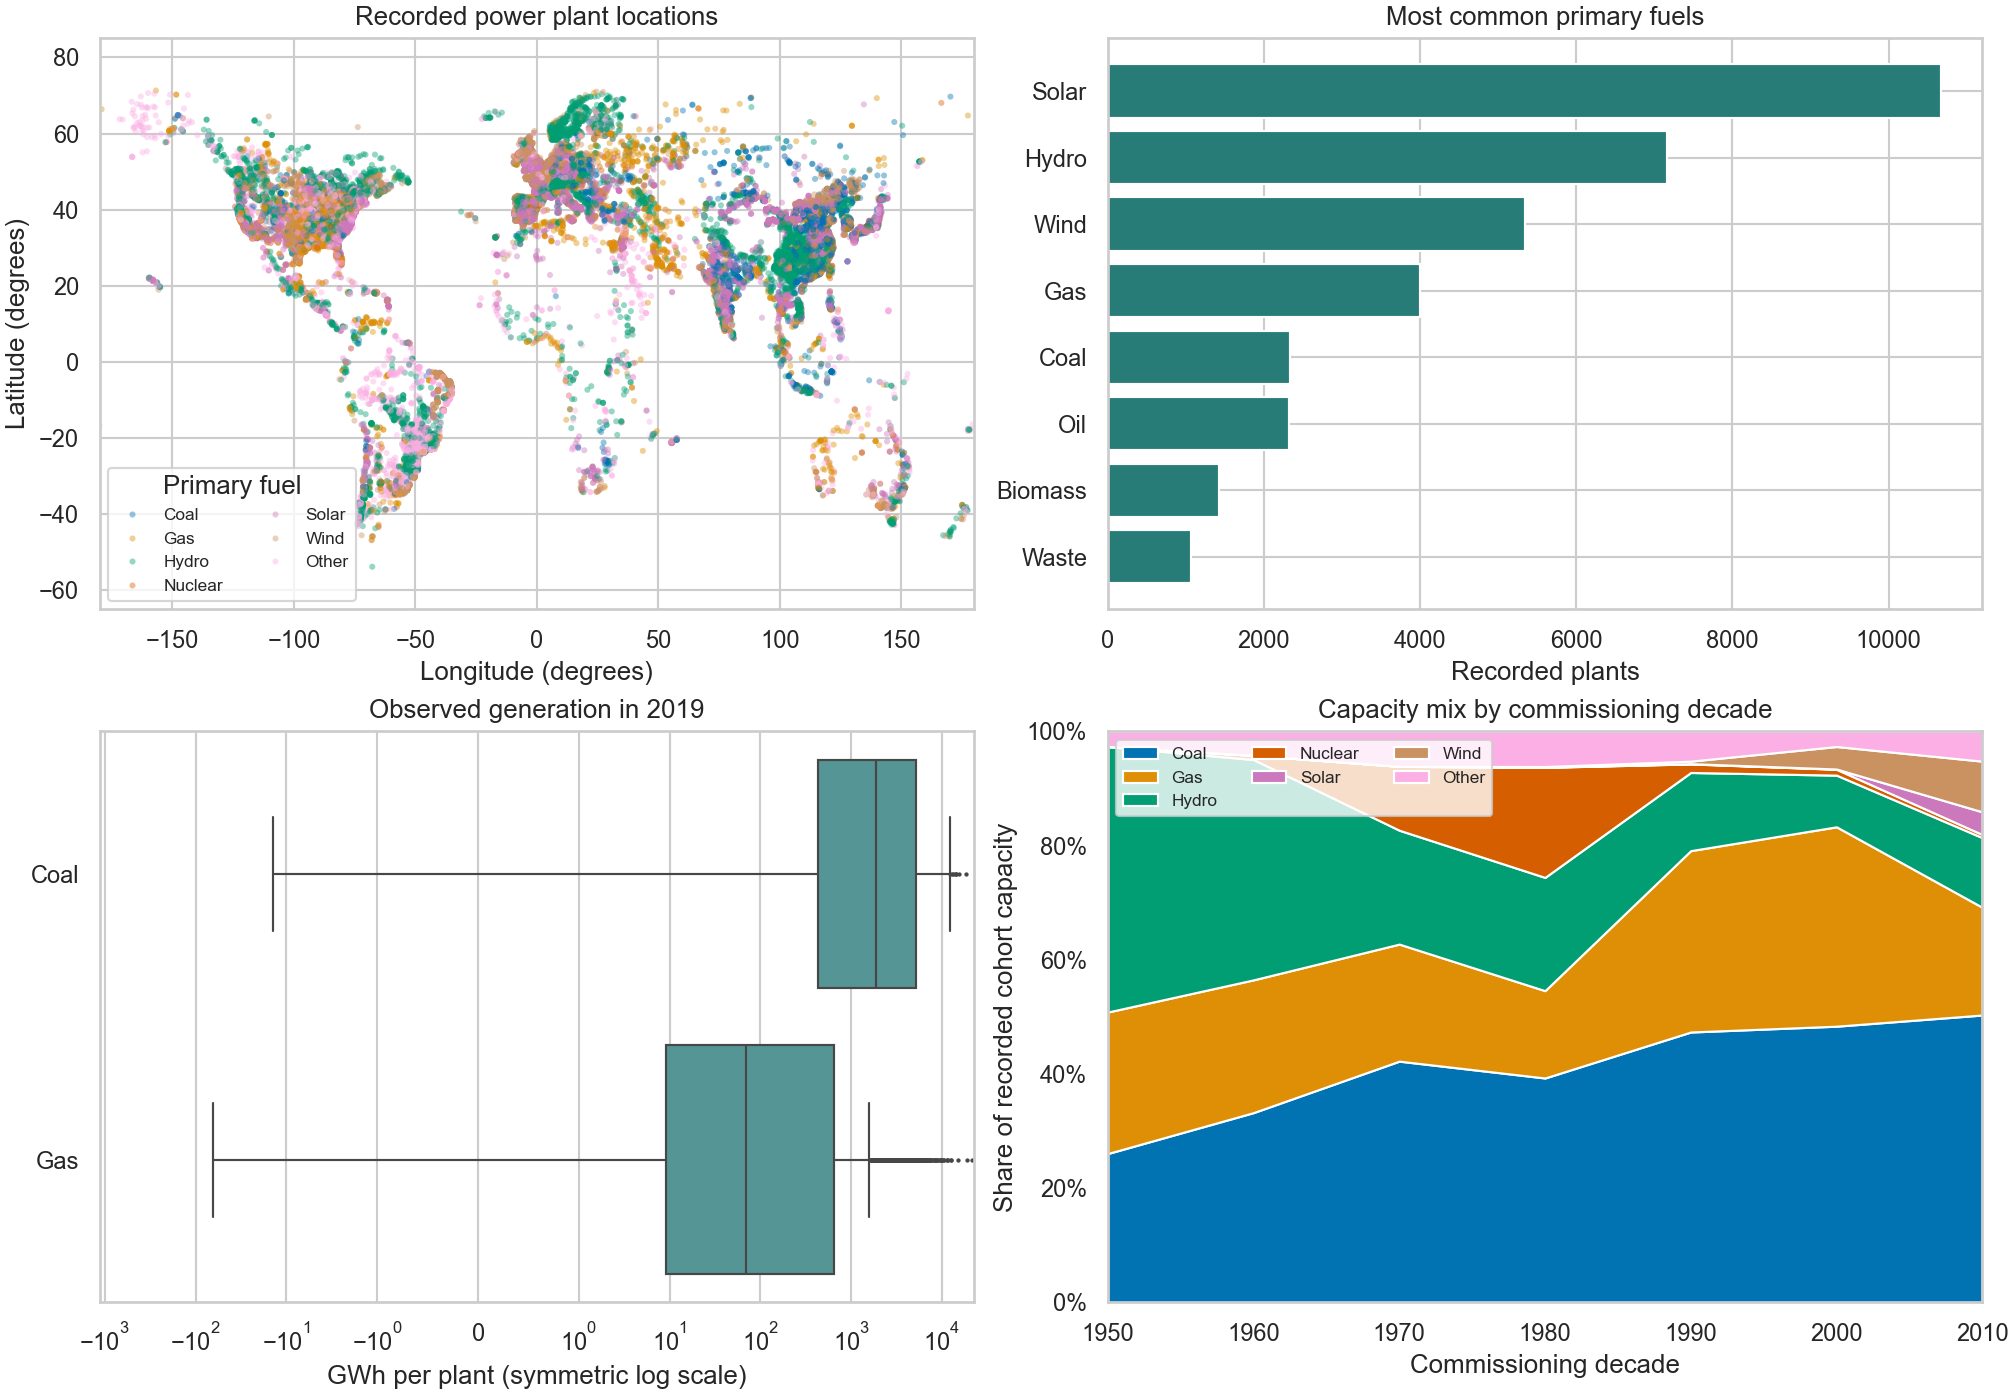 Recorded power plant locations
Latitude (degrees)
80
60
40
20
0
−20
−40
−60
Primary fuel
Coal
Gas
Hydro
Nuclear
Solar
Wind
Other
−150 −100 −50 0 50 100 150
Longitude (degrees)
Most common primary fuels
Solar
Hydro
Wind
Gas
Coal
Oil
Biomass
Waste
0 2000 4000 6000 8000 10000
Recorded plants
Observed generation in 2019
Coal
Gas
−10³ −10² −10¹ −10⁰ 0 10⁰ 10¹ 10² 10³ 10⁴
GWh per plant (symmetric log scale)
Capacity mix by commissioning decade
Share of recorded cohort capacity
100%
80%
60%
40%
20%
0%
Coal
Gas
Hydro
Nuclear
Solar
Wind
Other
1950 1960 1970 1980 1990 2000 2010
Commissioning decade